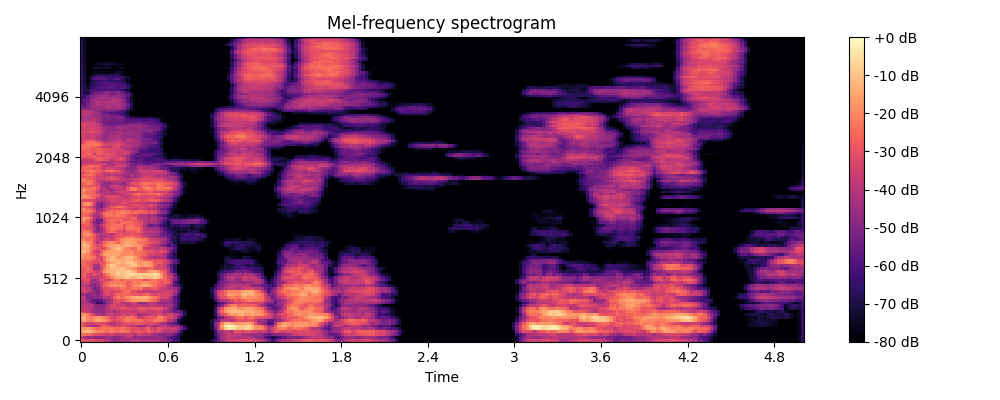 Mel-frequency spectrogram
Hz
4096
2048
1024
512
0
0 0.6 1.2 1.8 2.4 3 3.6 4.2 4.8
Time
+0 dB
-10 dB
-20 dB
-30 dB
-40 dB
-50 dB
-60 dB
-70 dB
-80 dB